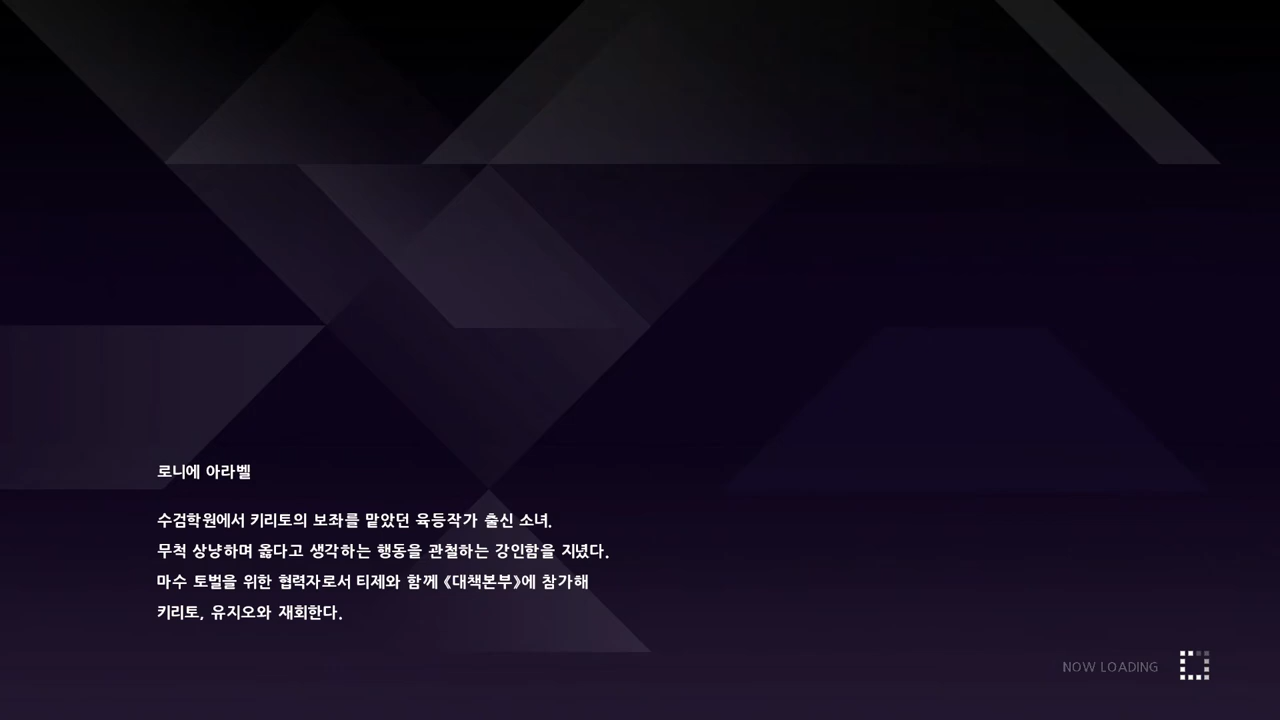 로니에 아라벨
수검학원에서 키리토의 보좌를 맡았던 육등작가 출신 소녀.
무척 상냥하며 옳다고 생각하는 행동을 관철하는 강인함을 지녔다.
마수 토벌을 위한 협력자로서 티제와 함께 《대책본부》에 참가해
키리토, 유지오와 재회한다.
NOW LOADING